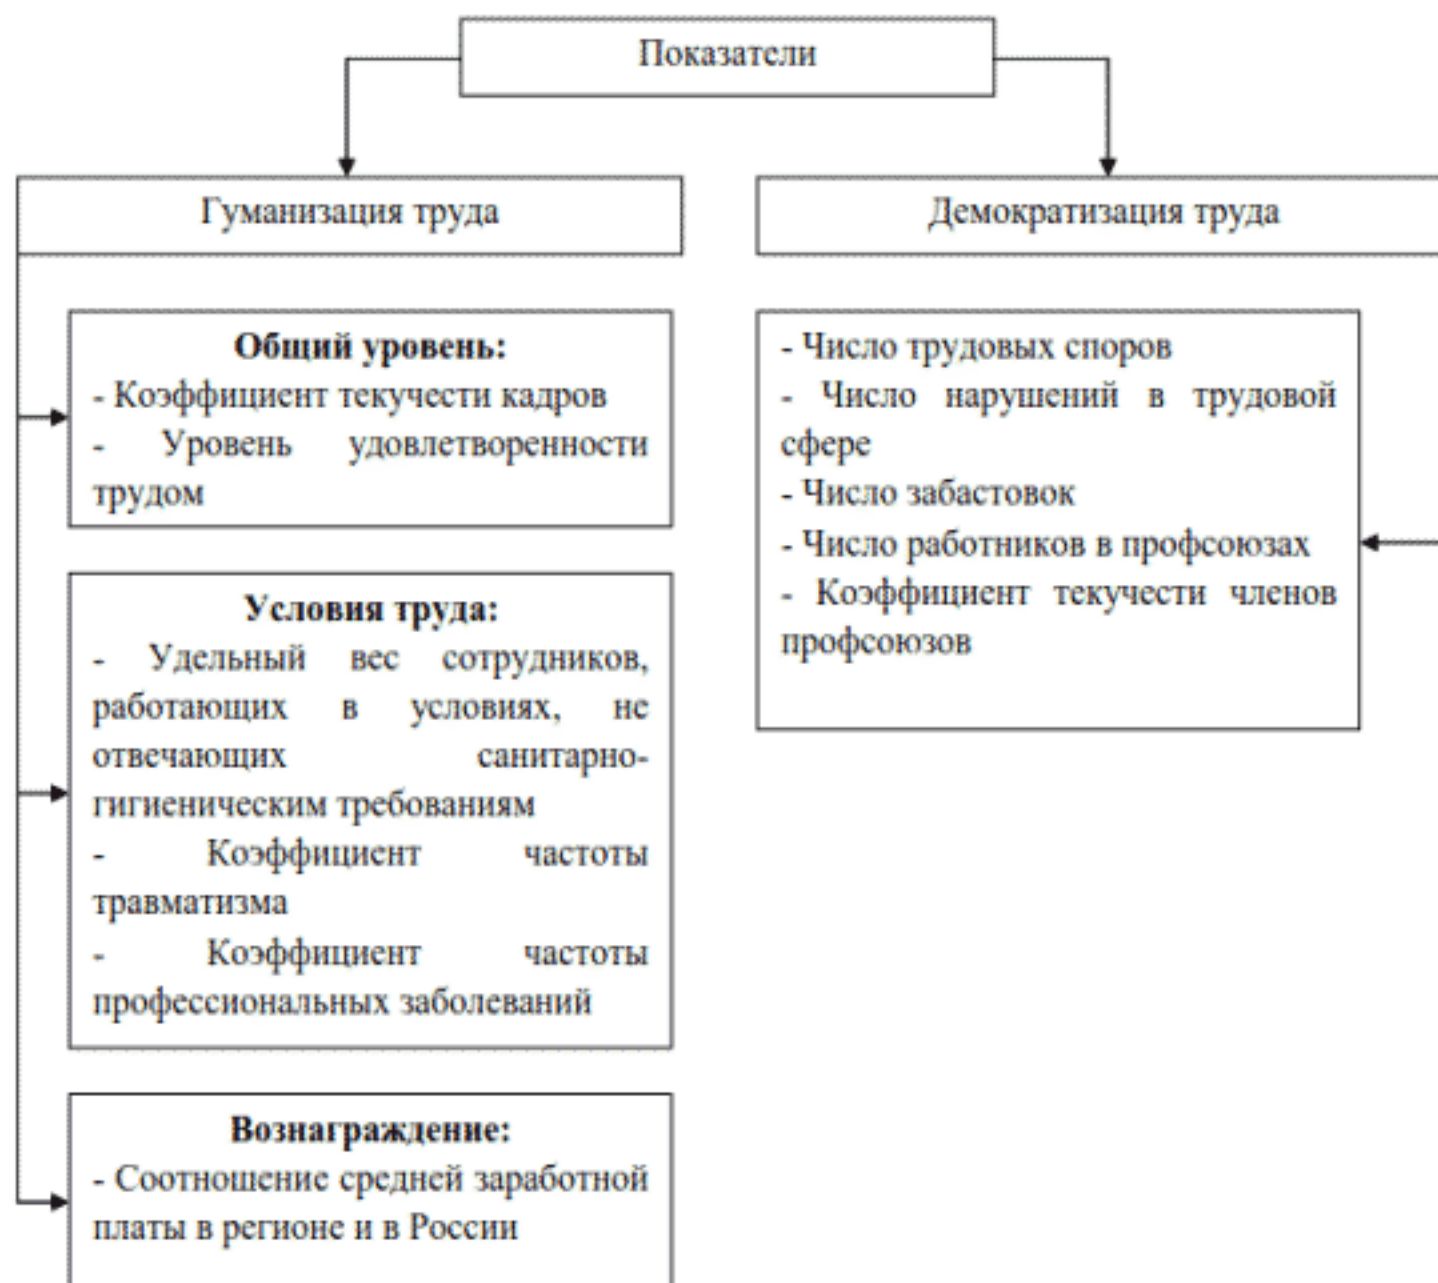 Показатели
Гуманизация труда
Демократизация труда
Общий уровень:
- Коэффициент текучести кадров
- Уровень удовлетворенности
трудом
Условия труда:
- Удельный вес сотрудников,
работающих в условиях, не
отвечающих санитарно-
гигиеническим требованиям
- Коэффициент частоты
травматизма
- Коэффициент частоты
профессиональных заболеваний
Вознаграждение:
- Соотношение средней заработной
платы в регионе и в России
- Число трудовых споров
- Число нарушений в трудовой
сфере
- Число забастовок
- Число работников в профсоюзах
- Коэффициент текучести членов
профсоюзов